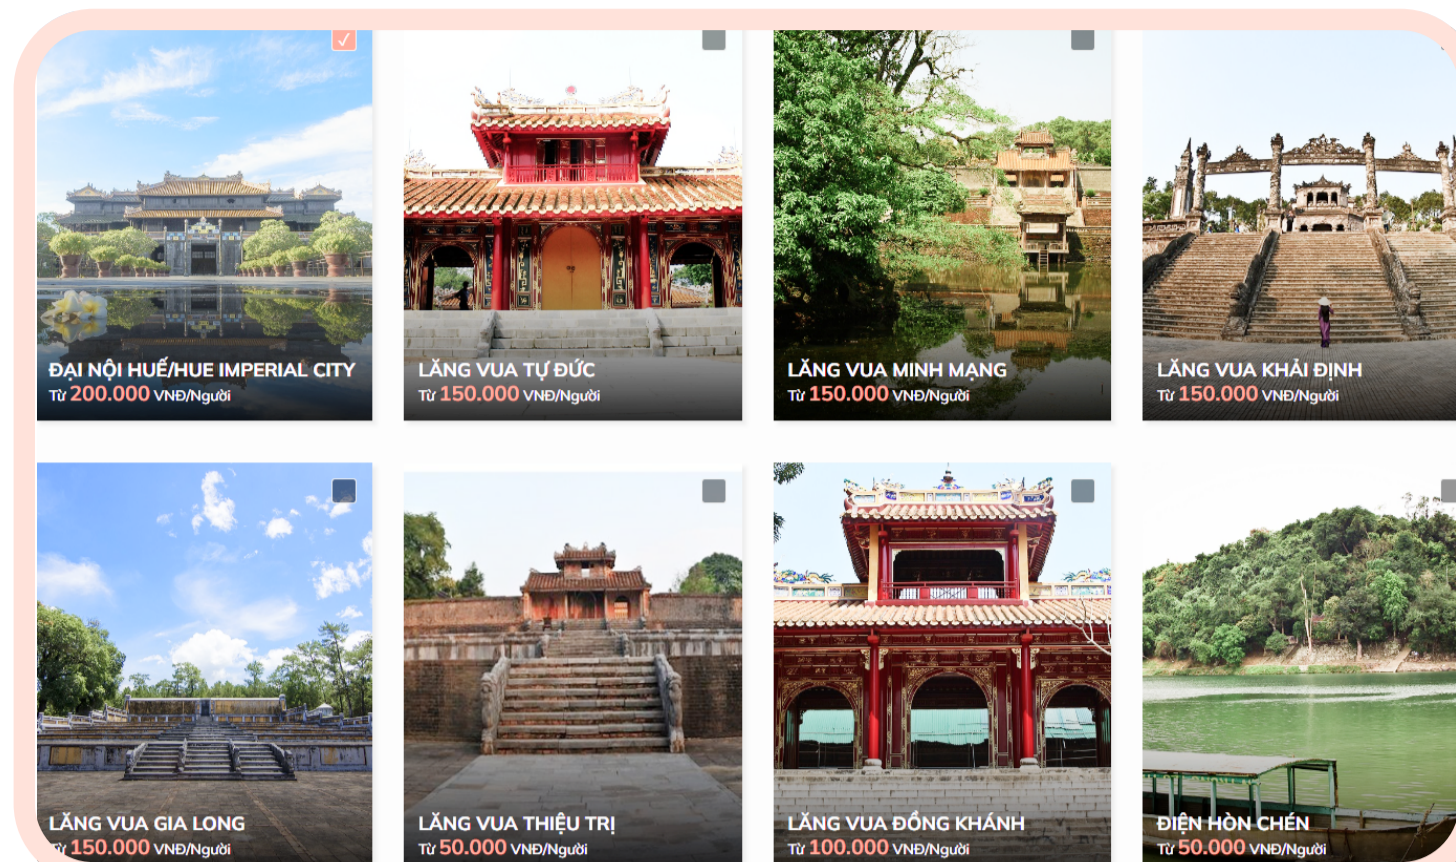 ĐẠI NỘI HUẾ/HUE IMPERIAL CITY
Từ 200.000 VNĐ/Người
LĂNG VUA TỰ ĐỨC
Từ 150.000 VNĐ/Người
LĂNG VUA MINH MẠNG
Từ 150.000 VNĐ/Người
LĂNG VUA KHẢI ĐỊNH
Từ 150.000 VNĐ/Người
LĂNG VUA GIA LONG
Từ 150.000 VNĐ/Người
LĂNG VUA THIỆU TRỊ
Từ 50.000 VNĐ/Người
LĂNG VUA ĐỒNG KHÁNH
Từ 100.000 VNĐ/Người
ĐIỆN HÒN CHÉN
Từ 50.000 VNĐ/Người